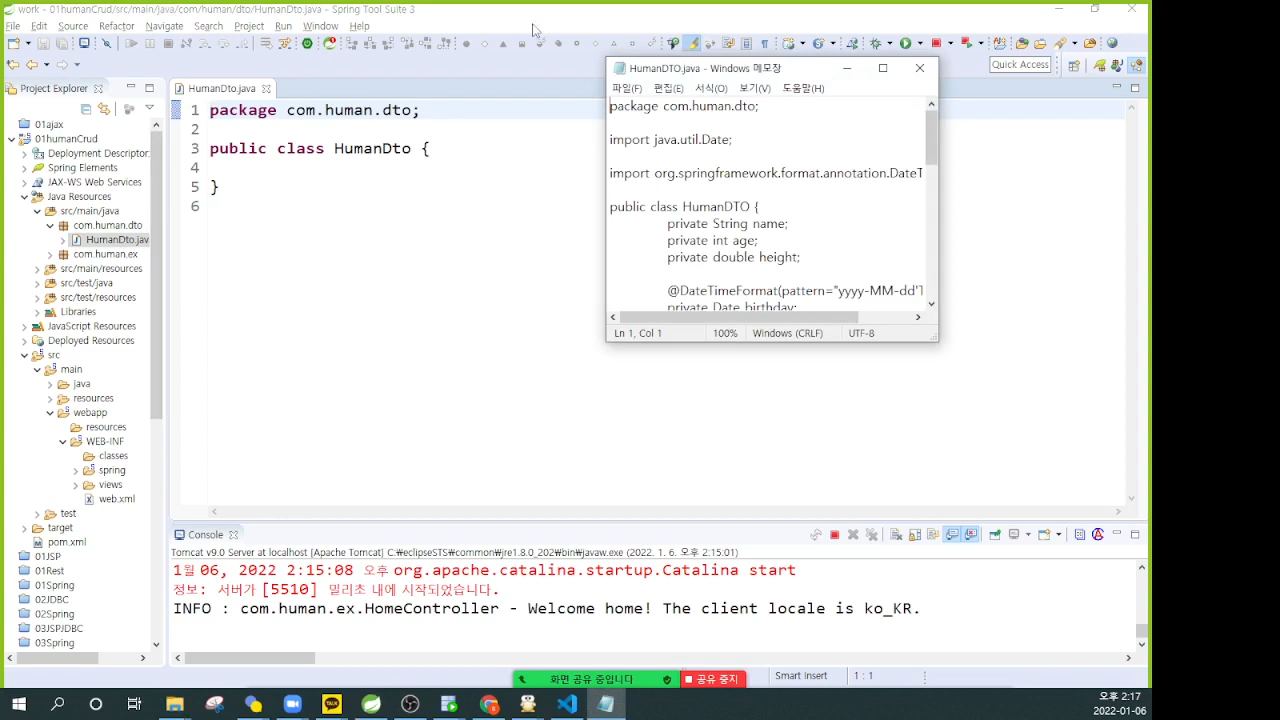 work - 01humanCrud/src/main/java/com/human/dto/HumanDto.java - Spring Tool Suite 3
File Edit Source Refactor Navigate Search Project Run Window Help
Quick Access
Project Explorer
01ajax
01humanCrud
Deployment Descriptor:
Spring Elements
JAX-WS Web Services
Java Resources
src/main/java
com.human.dto
HumanDto.jav
com.human.ex
src/main/resources
src/test/java
src/test/resources
Libraries
JavaScript Resources
Deployed Resources
src
main
java
resources
webapp
resources
WEB-INF
classes
spring
views
web.xml
test
target
pom.xml
01JSP
01Rest
01Spring
02JDBC
02Spring
03JSPJDBC
03Spring
HumanDto.java
1 package com.human.dto;
2
3 public class HumanDto {
4
5 }
6
HumanDTO.java - Windows 메모장
파일(F) 편집(E) 서식(O) 보기(V) 도움말(H)
package com.human.dto;
import java.util.Date;
import org.springframework.format.annotation.DateT
public class HumanDTO {
private String name;
private int age;
private double height;
@DateTimeFormat(pattern="yyyy-MM-dd'T
private Date birthday;
Ln 1, Col 1 100% Windows (CRLF) UTF-8
Console
Tomcat v9.0 Server at localhost [Apache Tomcat] C:₩eclipseSTS₩common₩jre1.8.0_202₩bin₩javaw.exe (2022. 1. 6. 오후 2:15:01)
1월 06, 2022 2:15:08 오후 org.apache.catalina.startup.Catalina start
정보: 서버가 [5510] 밀리초 내에 시작되었습니다.
INFO : com.human.ex.HomeController - Welcome home! The client locale is ko_KR.
화면 공유 중입니다 공유 중지
Smart Insert 1 : 1
TALK
오후 2:17
2022-01-06